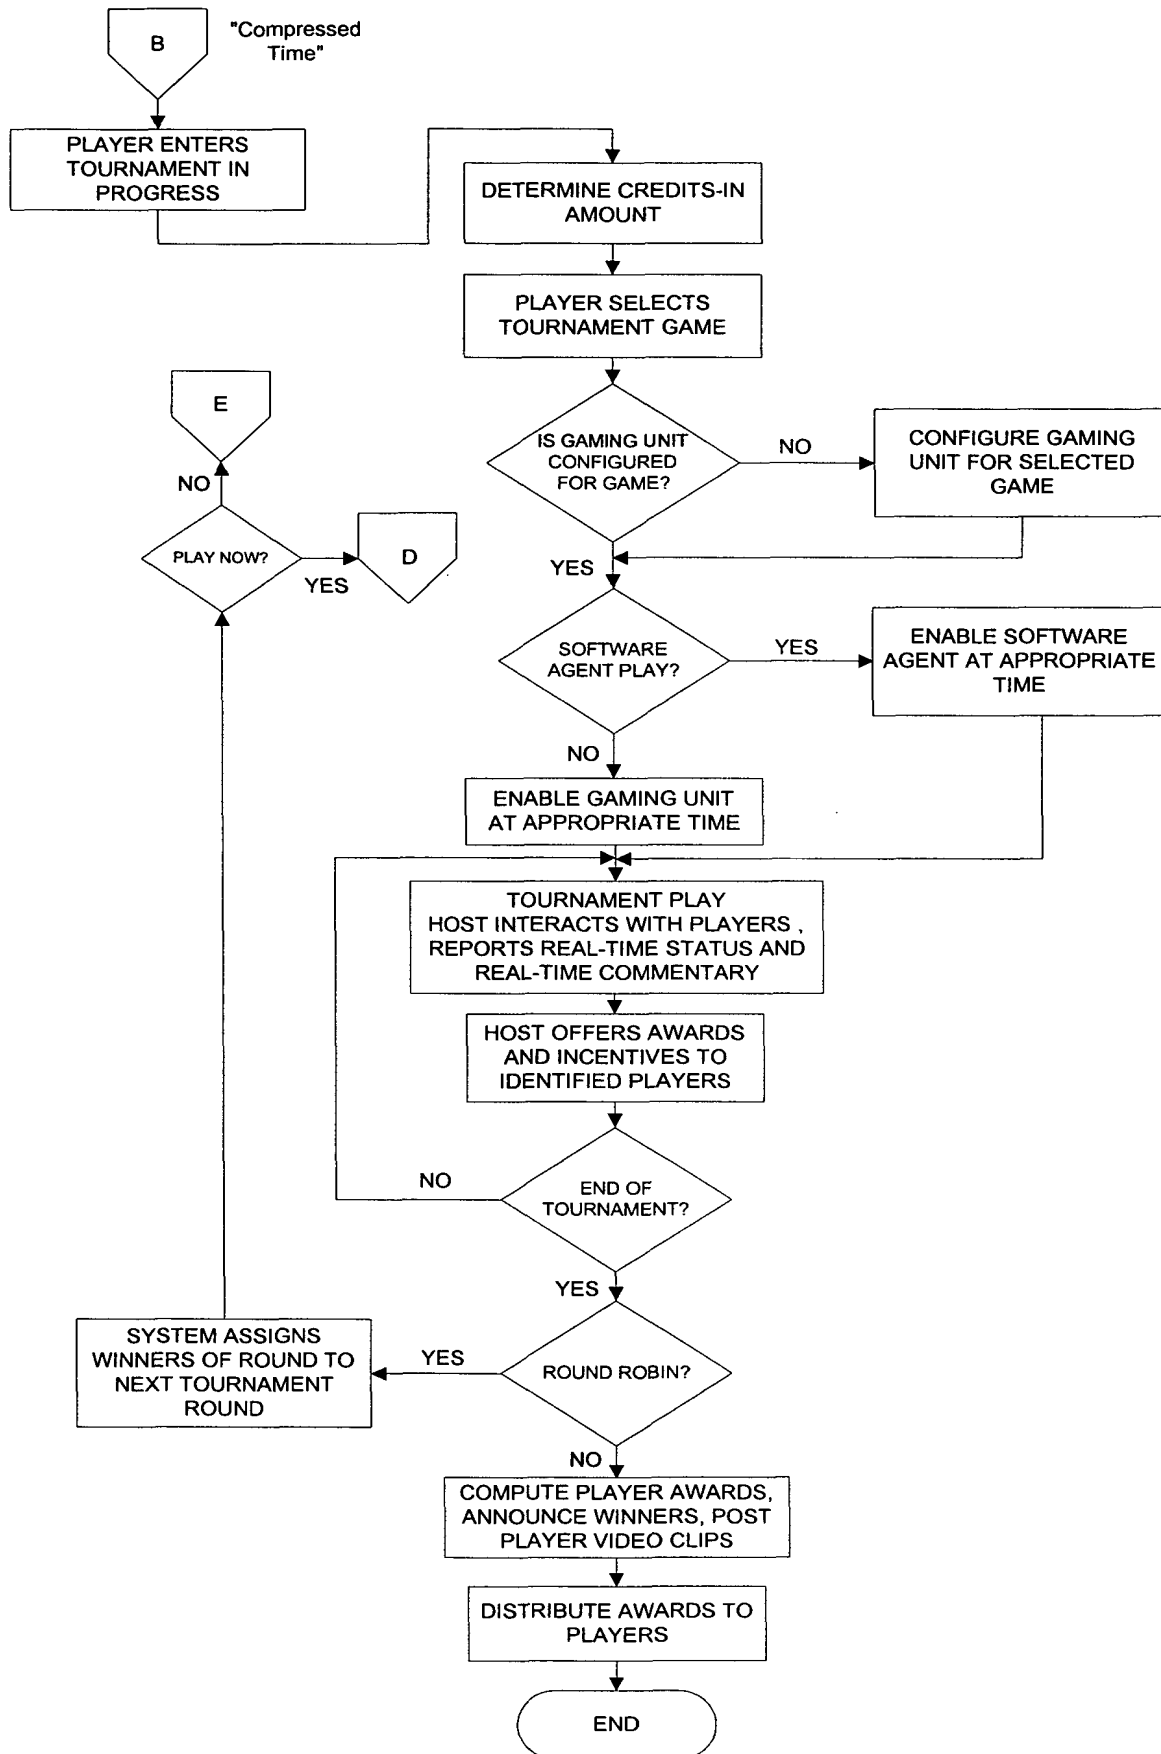 B
"Compressed
Time"
PLAYER ENTERS
TOURNAMENT IN
PROGRESS
DETERMINE CREDITS-IN
AMOUNT
PLAYER SELECTS
TOURNAMENT GAME
IS GAMING UNIT
CONFIGURED
FOR GAME?
NO
CONFIGURE GAMING
UNIT FOR SELECTED
GAME
YES
E
NO
PLAY NOW?
YES
D
SOFTWARE
AGENT PLAY?
YES
ENABLE SOFTWARE
AGENT AT APPROPRIATE
TIME
NO
ENABLE GAMING UNIT
AT APPROPRIATE TIME
TOURNAMENT PLAY
HOST INTERACTS WITH PLAYERS ,
REPORTS REAL-TIME STATUS AND
REAL-TIME COMMENTARY
HOST OFFERS AWARDS
AND INCENTIVES TO
IDENTIFIED PLAYERS
NO
END OF
TOURNAMENT?
YES
SYSTEM ASSIGNS
WINNERS OF ROUND TO
NEXT TOURNAMENT
ROUND
YES
ROUND ROBIN?
NO
COMPUTE PLAYER AWARDS,
ANNOUNCE WINNERS, POST
PLAYER VIDEO CLIPS
DISTRIBUTE AWARDS TO
PLAYERS
END